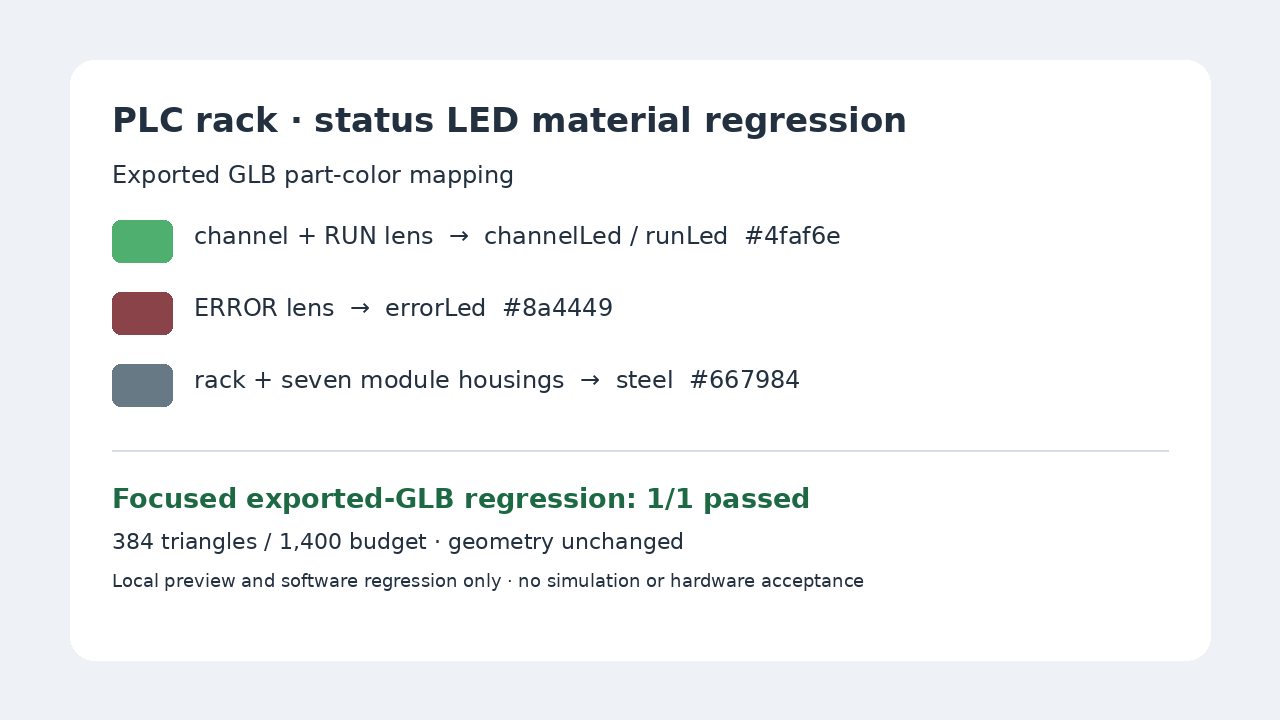 PLC rack · status LED material regression
Exported GLB part-color mapping
channel + RUN lens → channelLed / runLed #4faf6e
ERROR lens → errorLed #8a4449
rack + seven module housings → steel #667984
Focused exported-GLB regression: 1/1 passed
384 triangles / 1,400 budget · geometry unchanged
Local preview and software regression only · no simulation or hardware acceptance